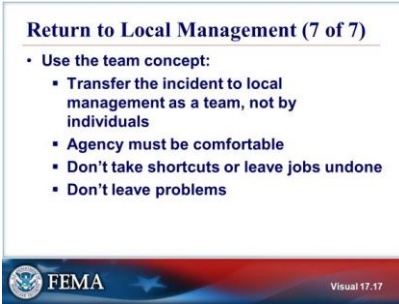 Return to Local Management (7 of 7)
• Use the team concept:
▪ Transfer the incident to local
management as a team, not by
individuals
▪ Agency must be comfortable
▪ Don't take shortcuts or leave jobs undone
▪ Don't leave problems
FEMA
Visual 17.17